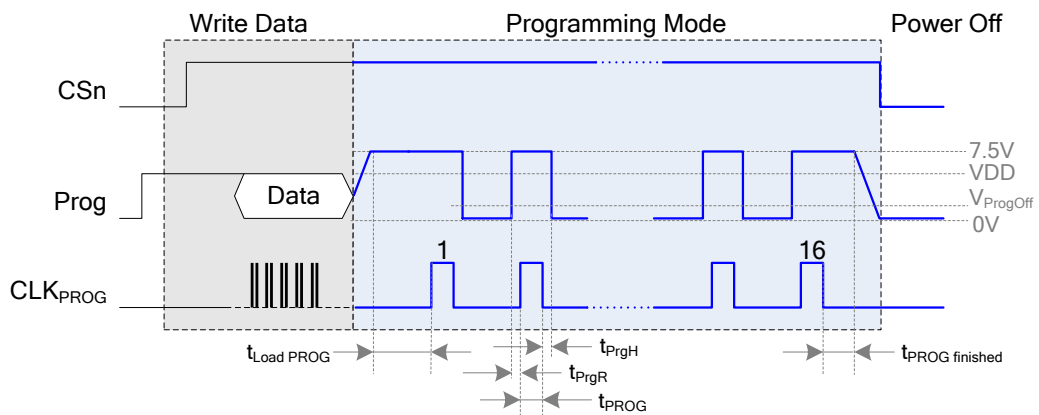 Write Data
Programming Mode
Power Off
CSn
7.5V
VDD
Prog
Data
VProgOff
0V
1
16
CLKPROG
tLoad PROG
tPrgH
tPROG finished
tPrgR
tPROG